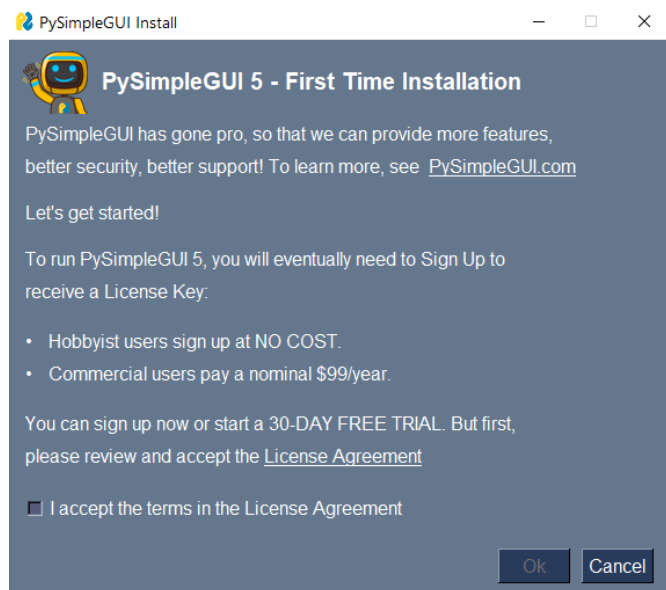 PySimpleGUI Install
PySimpleGUI 5 - First Time Installation
PySimpleGUI has gone pro, so that we can provide more features,
better security, better support! To learn more, see PySimpleGUI.com
Let's get started!
To run PySimpleGUI 5, you will eventually need to Sign Up to
receive a License Key:
• Hobbyist users sign up at NO COST.
• Commercial users pay a nominal $99/year.
You can sign up now or start a 30-DAY FREE TRIAL. But first,
please review and accept the License Agreement
I accept the terms in the License Agreement
Ok Cancel